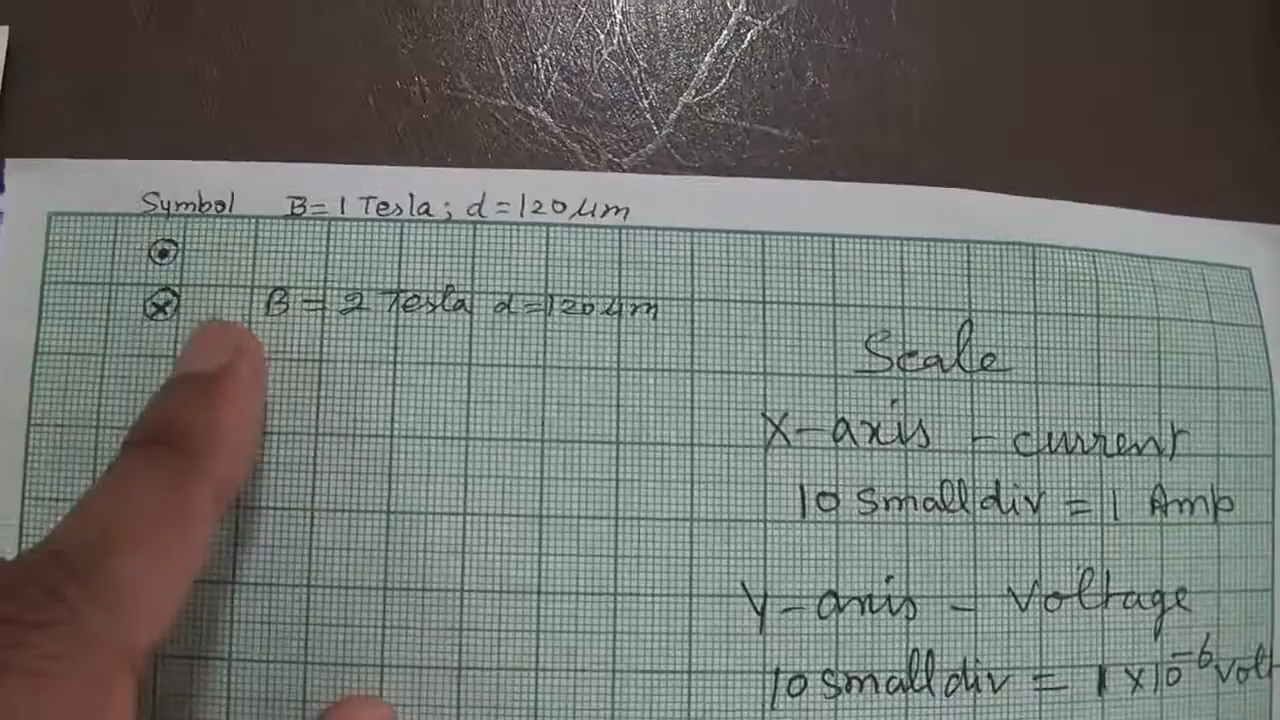 Symbol B=1 Tesla; d=120 µm
B = 2 Tesla d=120 µm
Scale
X-axis - current
10 small div = 1 Amp
Y-axis - Voltage
10 small div = 1 x 10⁻⁶ volt